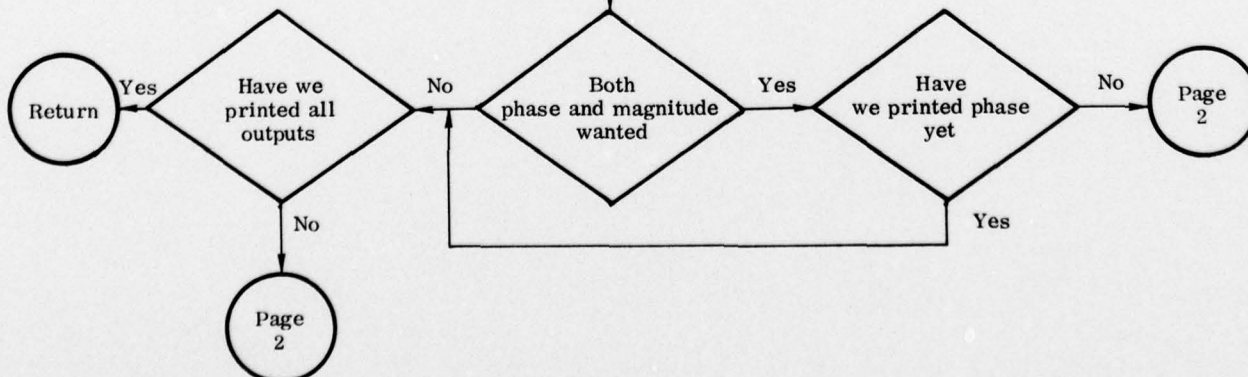 Return
Yes
Have we
printed all
outputs
No
Both
phase and magnitude
wanted
Yes
Have
we printed phase
yet
No
Page
2
No
Yes
Page
2